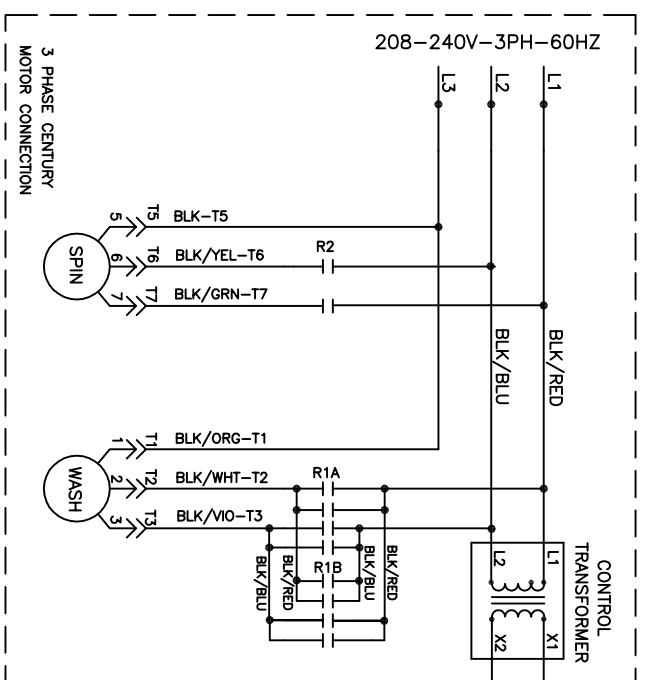 208-240V-3PH-60HZ
3 PHASE CENTURY
MOTOR CONNECTION
L3
L2
L1
5
T5
BLK-T5
SPIN
6
T6
BLK/YEL-T6
R2
7
T7
BLK/GRN-T7
BLK/BLU
BLK/RED
1
T1
BLK/ORG-T1
WASH
2
T2
BLK/WHT-T2
R1A
3
T3
BLK/VIO-T3
R1B
BLK/BLU
BLK/RED
BLK/BLU
BLK/RED
L2
L1
X2
X1
CONTROL
TRANSFORMER